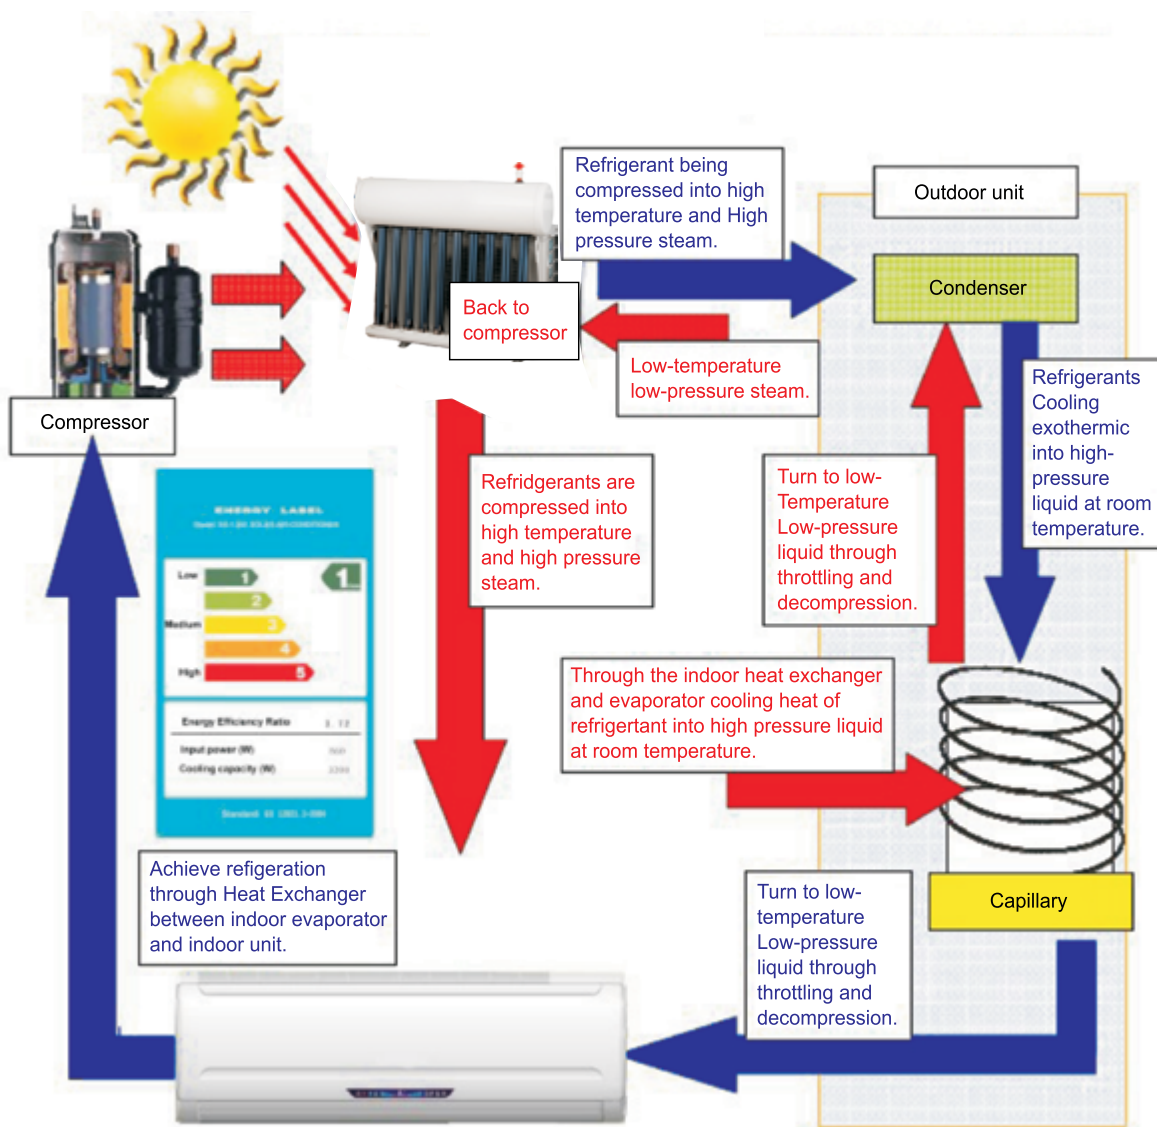 Refrigerant being
compressed into high
temperature and High
pressure steam.
Outdoor unit
Condenser
Back to
compressor
Low-temperature
low-pressure steam.
Refrigerants
Cooling
exothermic
into high-
pressure
liquid at room
temperature.
Compressor
Refridgerants are
compressed into
high temperature
and high pressure
steam.
Turn to low-
Temperature
Low-pressure
liquid through
throttling and
decompression.
ENERGY LABEL
Low
1
1
2
Medium
3
4
High
5
Energy Efficiency Ratio
Input power (W)
Cooling capacity (W)
Through the indoor heat exchanger
and evaporator cooling heat of
refrigertant into high pressure liquid
at room temperature.
Capillary
Achieve refigeration
through Heat Exchanger
between indoor evaporator
and indoor unit.
Turn to low-
temperature
Low-pressure
liquid through
throttling and
decompression.